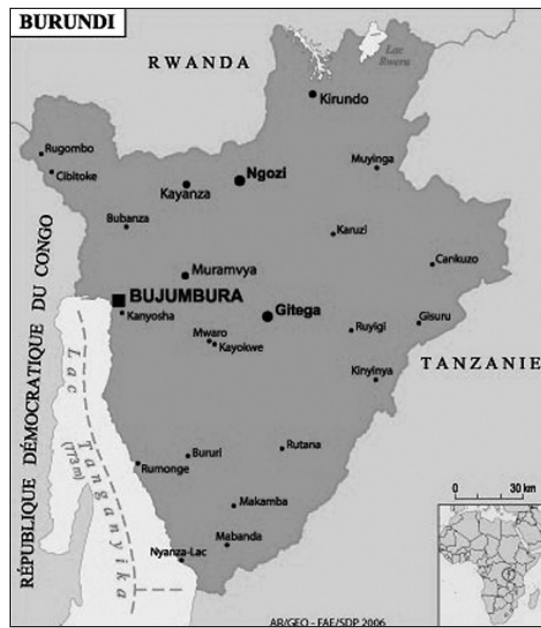 BURUNDI
RWANDA
Lac
Rweru
Kirundo
Rugombo
Cibitoke
Muyinga
Ngozi
Kayanza
Bubanza
Karuzi
Cankuzo
Muramvya
BUJUMBURA
Kanyosha
Gitega
Gisuru
Ruyigi
Mwaro
Kayokwe
TANZANIE
Kinyinya
RÉPUBLIQUE DÉMOCRATIQUE DU CONGO
Lac Tanganyika
(773 m)
Bururi
Rutana
Rumonge
Makamba
Mabanda
Nyanza-Lac
0 30 km
AR/GEO - FAE/SDP 2006